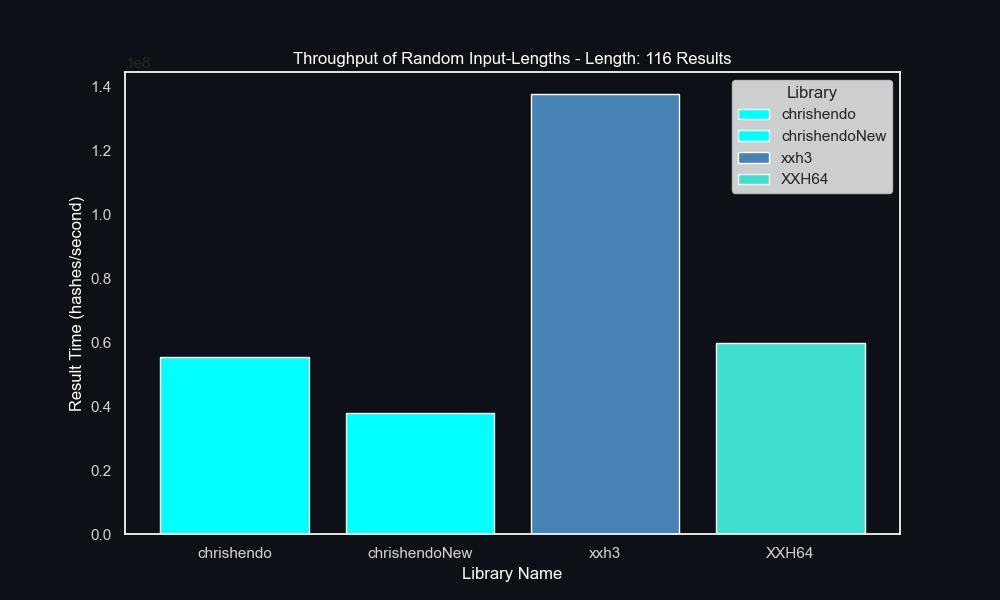 Throughput of Random Input-Lengths - Length: 116 Results
1e8
1.4
1.2
1.0
0.8
0.6
0.4
0.2
0.0
Result Time (hashes/second)
Library
chrishendo
chrishendoNew
xxh3
XXH64
chrishendo
chrishendoNew
xxh3
XXH64
Library Name